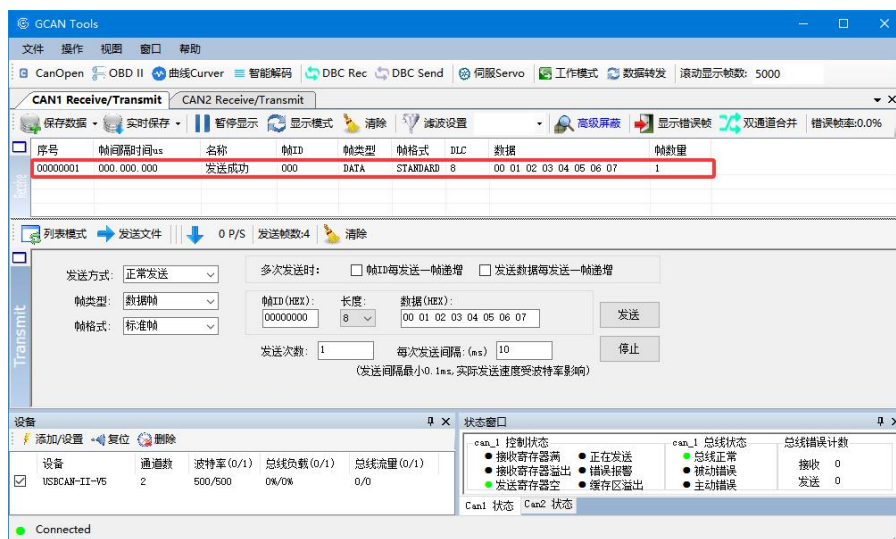 GCAN Tools
文件 操作 视图 窗口 帮助
CanOpen OBD II 曲线Curver 智能解码 DBC Rec DBC Send 伺服Servo 工作模式 数据转发 滚动显示帧数: 5000
CAN1 Receive/Transmit CAN2 Receive/Transmit
保存数据 实时保存 暂停显示 显示模式 清除 滤波设置 高级屏蔽 显示错误帧 双通道合并 错误帧率:0.0%
序号 帧间隔时间us 名称 帧ID 帧类型 帧格式 DLC 数据 帧数量
00000001 000.000.000 发送成功 000 DATA STANDARD 8 00 01 02 03 04 05 06 07 1
列表模式 发送文件 0 P/S 发送帧数:4 清除
Transmit
发送方式: 正常发送 多次发送时: 帧ID每发送一帧递增 发送数据每发送一帧递增
帧类型: 数据帧 帧ID(HEX): 长度: 数据(HEX):
帧格式: 标准帧 00000000 8 00 01 02 03 04 05 06 07 发送
发送次数: 1 每次发送间隔:(ms) 10 停止
(发送间隔最小0.1ms,实际发送速度受波特率影响)
设备 状态窗口
添加/设置 复位 删除
设备 通道数 波特率(0/1) 总线负载(0/1) 总线流量(0/1)
USBCAN-II-V5 2 500/500 0%/0% 0/0
can_1 控制状态 can_1 总线状态 总线错误计数
接收寄存器满 正在发送 总线正常 接收 0
接收寄存器溢出 错误报警 被动错误 发送 0
发送寄存器空 缓存区溢出 主动错误
Can1 状态 Can2 状态
Connected